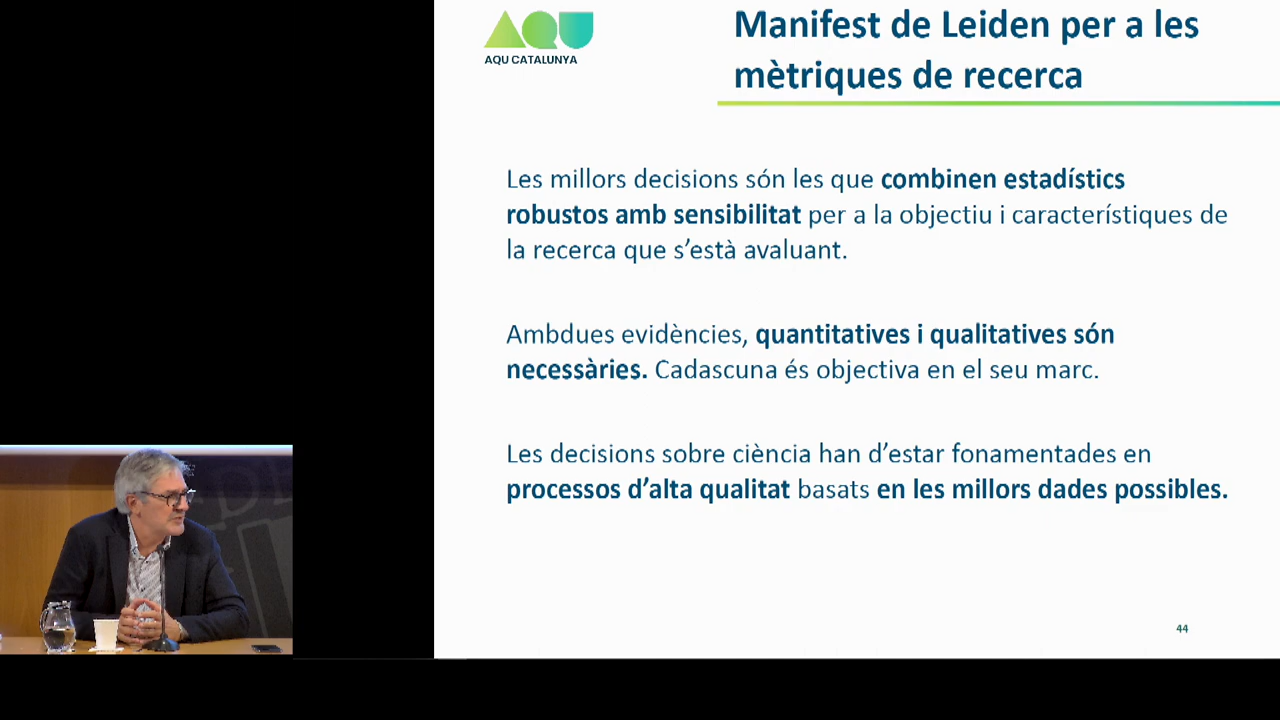 AQU
AQU CATALUNYA
Manifest de Leiden per a les
mètriques de recerca
Les millors decisions són les que combinen estadístics
robustos amb sensibilitat per a la objectiu i característiques de
la recerca que s’està avaluant.
Ambdues evidències, quantitatives i qualitatives són
necessàries. Cadascuna és objectiva en el seu marc.
Les decisions sobre ciència han d’estar fonamentades en
processos d’alta qualitat basats en les millors dades possibles.
44